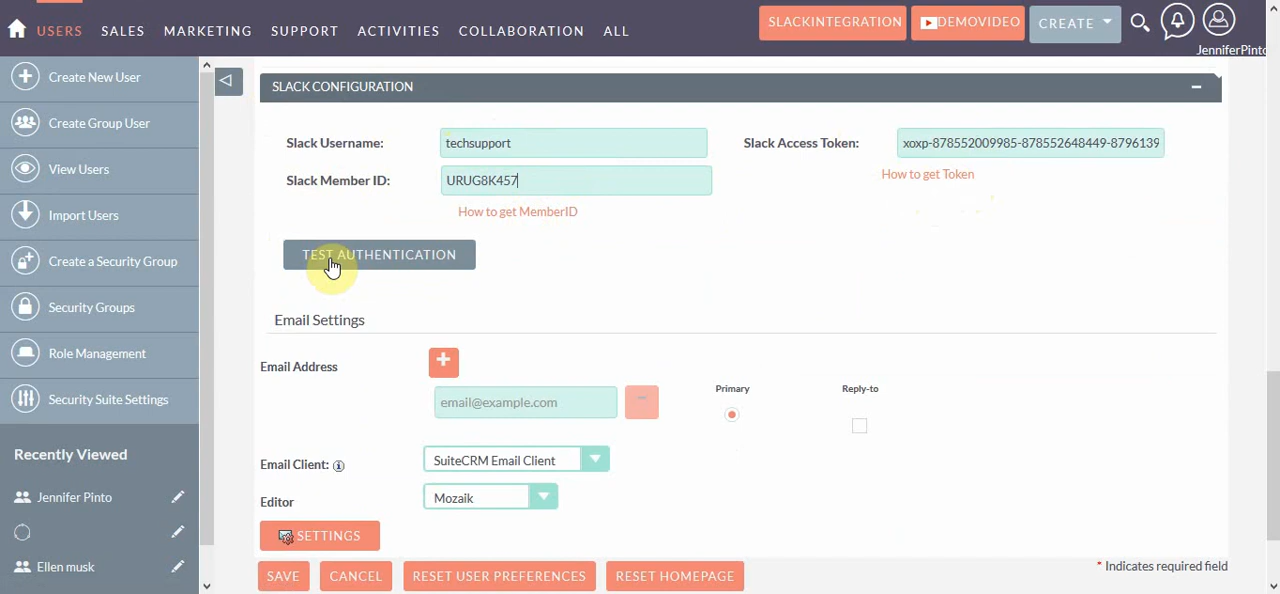 USERS SALES MARKETING SUPPORT ACTIVITIES COLLABORATION ALL SLACKINTEGRATION DEMOVIDEO CREATE
JenniferPinto
Create New User
Create Group User
View Users
Import Users
Create a Security Group
Security Groups
Role Management
Security Suite Settings
Recently Viewed
Jennifer Pinto
Ellen musk
SLACK CONFIGURATION
Slack Username: techsupport Slack Access Token: xoxp-878552009985-878552648449-8796139
Slack Member ID: URUG8K457 How to get Token
How to get MemberID
TEST AUTHENTICATION
Email Settings
Email Address
email@example.com Primary Reply-to
Email Client: SuiteCRM Email Client
Editor Mozaik
SETTINGS
SAVE CANCEL RESET USER PREFERENCES RESET HOMEPAGE
* Indicates required field